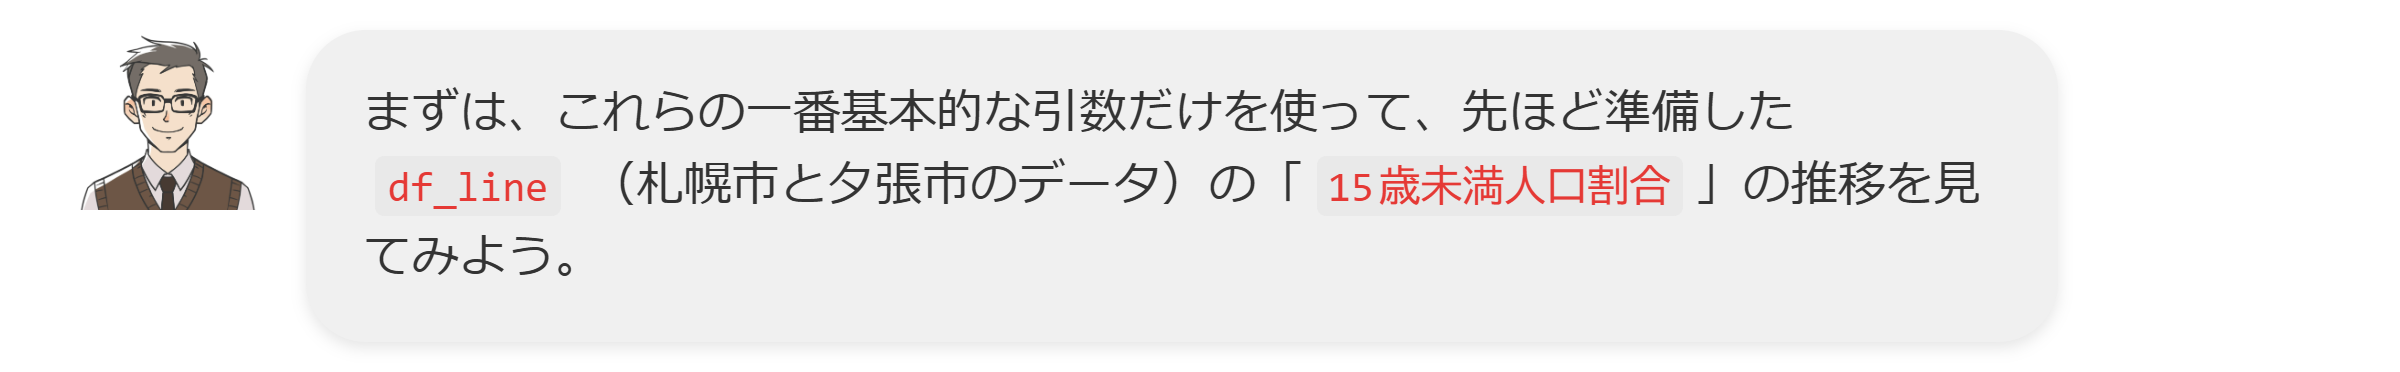 まずは、これらの一番基本的な引数だけを使って、先ほど準備した
df_line （札幌市と夕張市のデータ）の「 15歳未満人口割合 」の推移を見
てみよう。